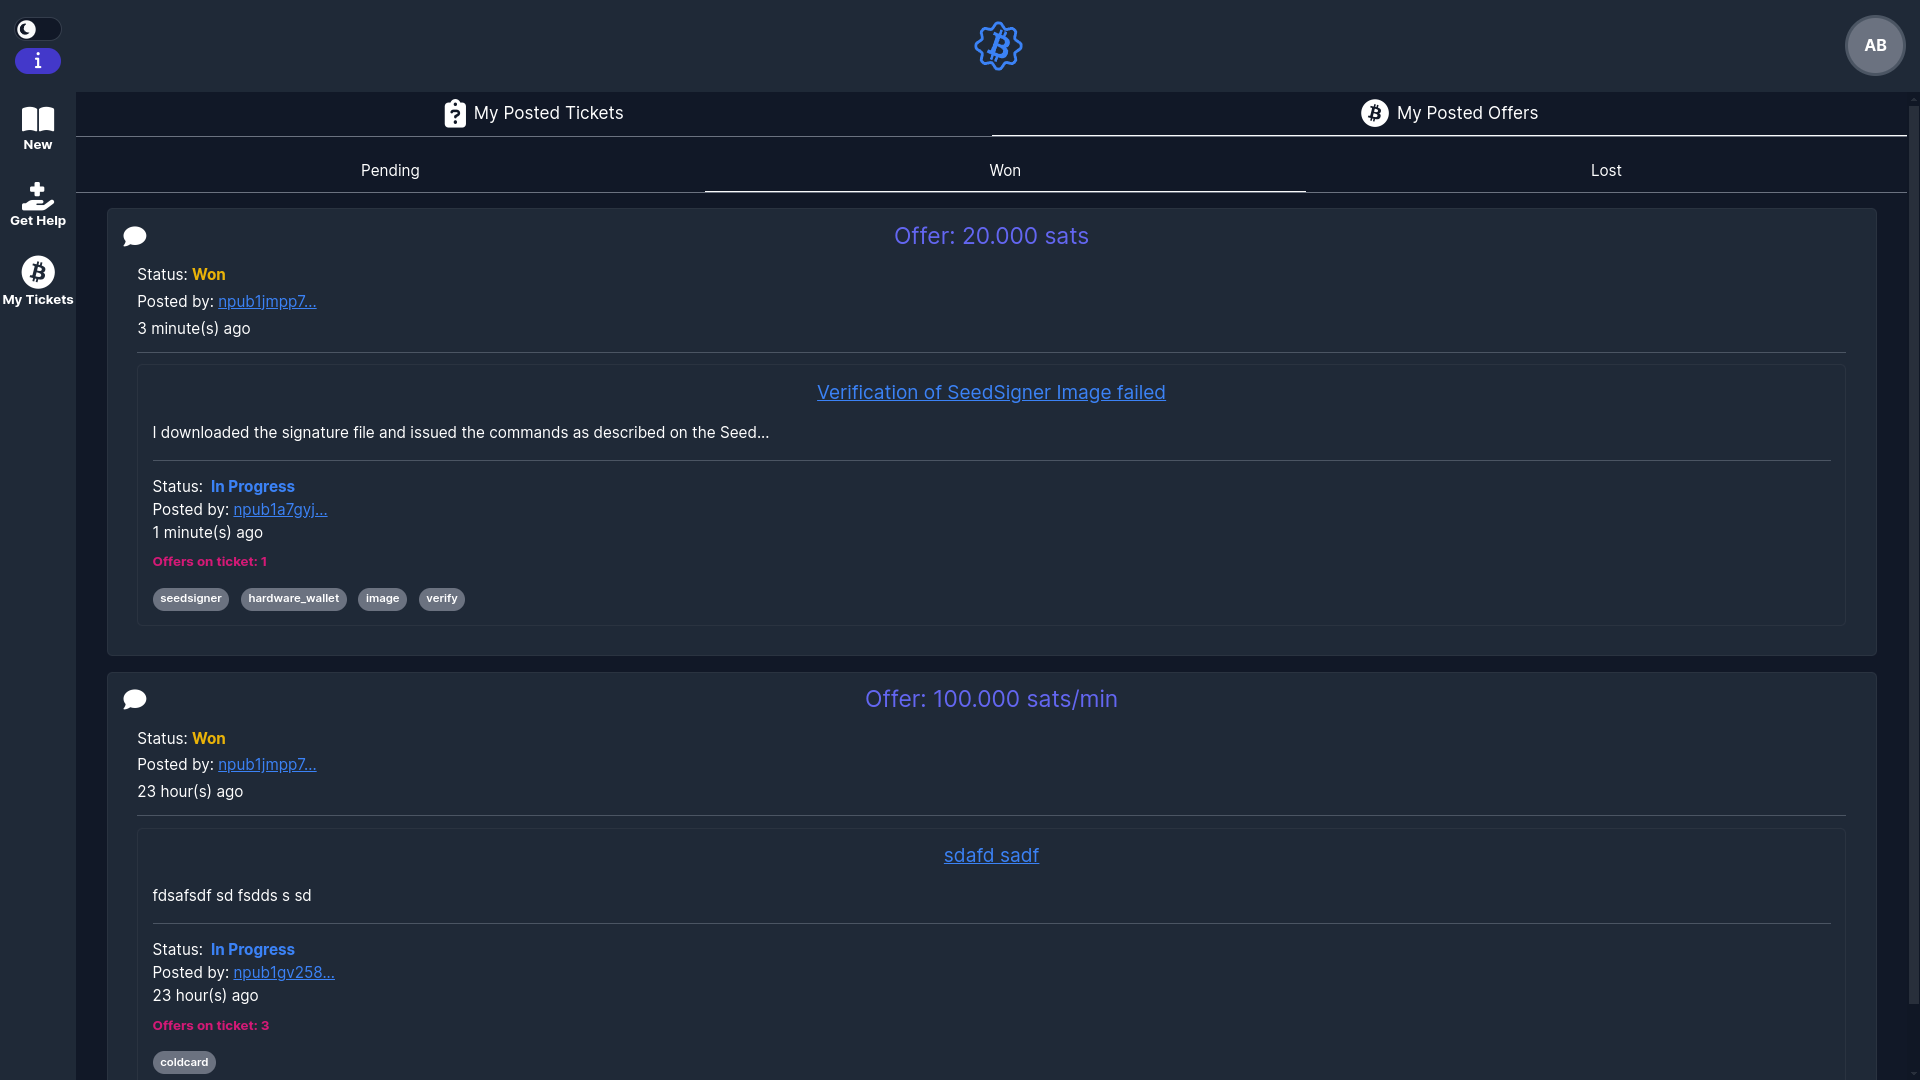 AB
i
New
Get Help
My Tickets
My Posted Tickets
My Posted Offers
Pending
Won
Lost
Offer: 20.000 sats
Status: Won
Posted by: npub1jmpp7...
3 minute(s) ago
Verification of SeedSigner Image failed
I downloaded the signature file and issued the commands as described on the Seed...
Status: In Progress
Posted by: npub1a7gyj...
1 minute(s) ago
Offers on ticket: 1
seedsigner hardware_wallet image verify
Offer: 100.000 sats/min
Status: Won
Posted by: npub1jmpp7...
23 hour(s) ago
sdafd sadf
fdsafsdf sd fsdds s sd
Status: In Progress
Posted by: npub1gv258...
23 hour(s) ago
Offers on ticket: 3
coldcard